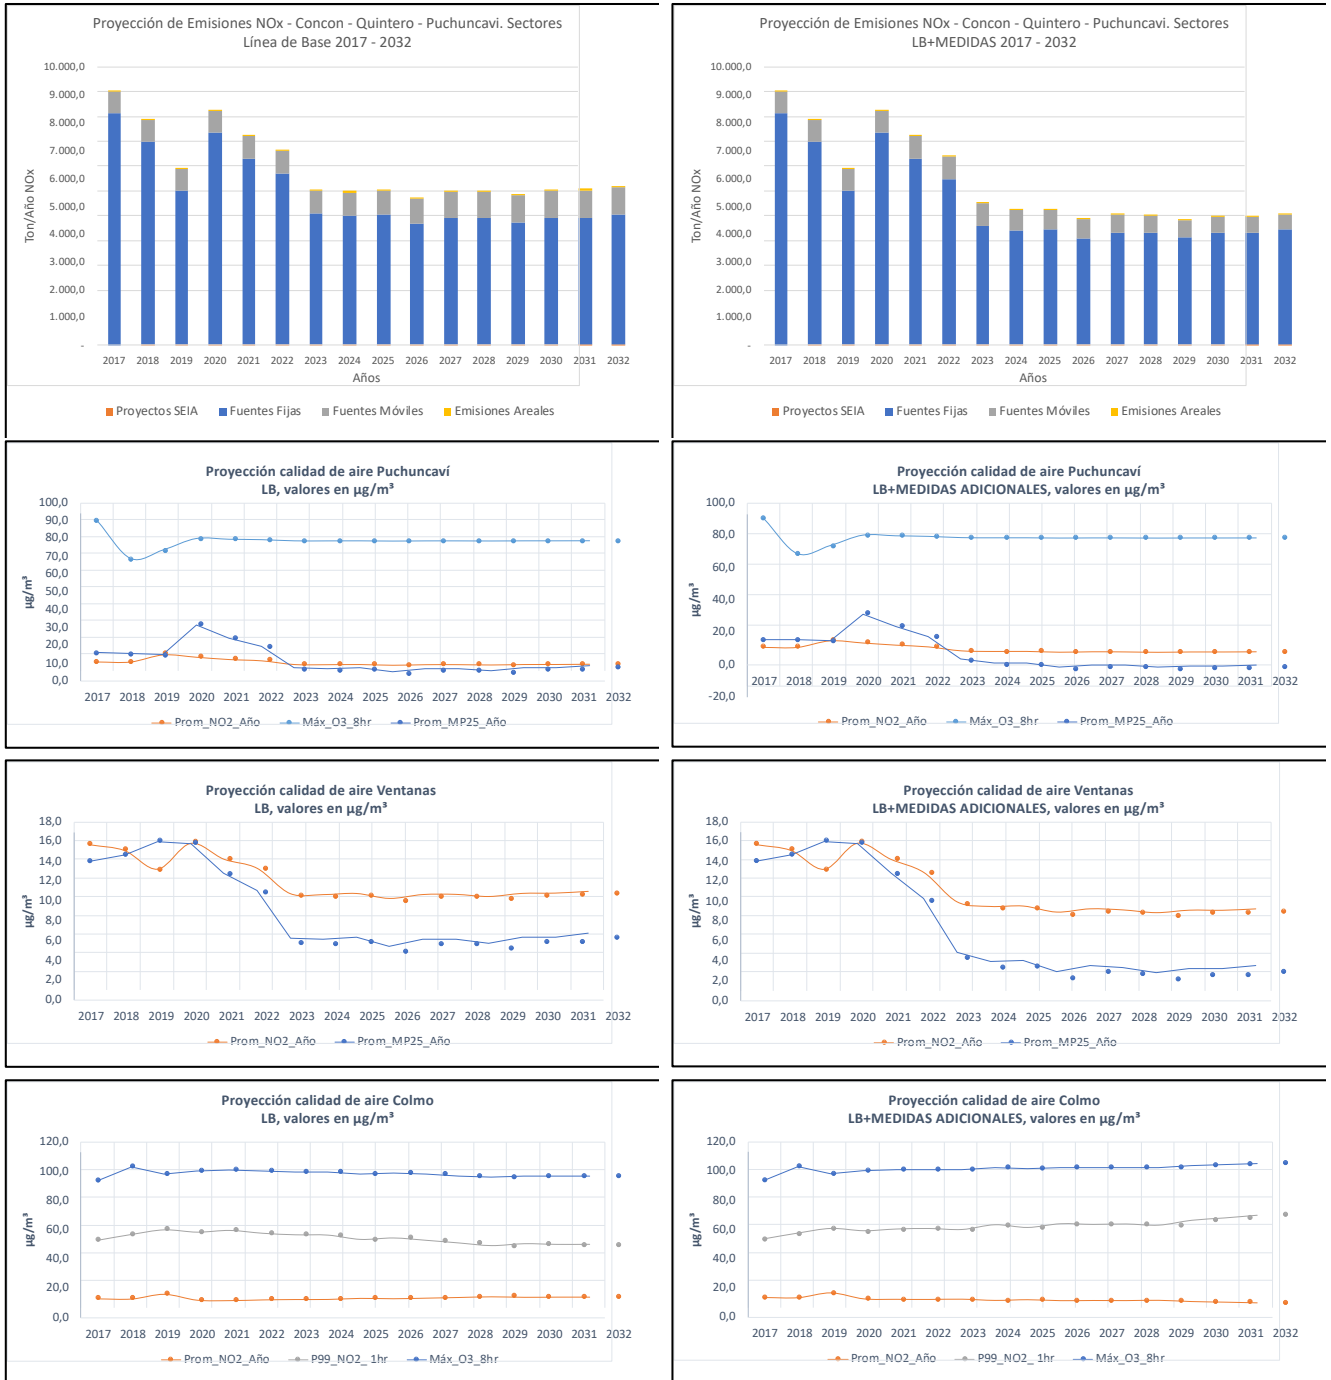 Proyección de Emisiones NOx - Concon - Quintero - Puchuncavi. Sectores
Línea de Base 2017 - 2032
10.000,0
9.000,0
8.000,0
7.000,0
6.000,0
5.000,0
4.000,0
3.000,0
2.000,0
1.000,0
-
Ton/Año NOx
2017 2018 2019 2020 2021 2022 2023 2024 2025 2026 2027 2028 2029 2030 2031 2032
Años
Proyectos SEIA Fuentes Fijas Fuentes Móviles Emisiones Areales
Proyección de Emisiones NOx - Concon - Quintero - Puchuncavi. Sectores
LB+MEDIDAS 2017 - 2032
10.000,0
9.000,0
8.000,0
7.000,0
6.000,0
5.000,0
4.000,0
3.000,0
2.000,0
1.000,0
-
Ton/Año NOx
2017 2018 2019 2020 2021 2022 2023 2024 2025 2026 2027 2028 2029 2030 2031 2032
Años
Proyectos SEIA Fuentes Fijas Fuentes Móviles Emisiones Areales
Proyección calidad de aire Puchuncaví
LB, valores en µg/m³
100,0
90,0
80,0
70,0
60,0
50,0
40,0
30,0
20,0
10,0
0,0
µg/m³
2017 2018 2019 2020 2021 2022 2023 2024 2025 2026 2027 2028 2029 2030 2031 2032
Prom_NO2_Año Máx_O3_8hr Prom_MP25_Año
Proyección calidad de aire Puchuncaví
LB+MEDIDAS ADICIONALES, valores en µg/m³
100,0
80,0
60,0
40,0
20,0
0,0
-20,0
µg/m³
2017 2018 2019 2020 2021 2022 2023 2024 2025 2026 2027 2028 2029 2030 2031 2032
Prom_NO2_Año Máx_O3_8hr Prom_MP25_Año
Proyección calidad de aire Ventanas
LB, valores en µg/m³
18,0
16,0
14,0
12,0
10,0
8,0
6,0
4,0
2,0
0,0
µg/m³
2017 2018 2019 2020 2021 2022 2023 2024 2025 2026 2027 2028 2029 2030 2031 2032
Prom_NO2_Año Prom_MP25_Año
Proyección calidad de aire Ventanas
LB+MEDIDAS ADICIONALES, valores en µg/m³
18,0
16,0
14,0
12,0
10,0
8,0
6,0
4,0
2,0
0,0
µg/m³
2017 2018 2019 2020 2021 2022 2023 2024 2025 2026 2027 2028 2029 2030 2031 2032
Prom_NO2_Año Prom_MP25_Año
Proyección calidad de aire Colmo
LB, valores en µg/m³
120,0
100,0
80,0
60,0
40,0
20,0
0,0
µg/m³
2017 2018 2019 2020 2021 2022 2023 2024 2025 2026 2027 2028 2029 2030 2031 2032
Prom_NO2_Año P99_NO2_ 1hr Máx_O3_8hr
Proyección calidad de aire Colmo
LB+MEDIDAS ADICIONALES, valores en µg/m³
120,0
100,0
80,0
60,0
40,0
20,0
0,0
µg/m³
2017 2018 2019 2020 2021 2022 2023 2024 2025 2026 2027 2028 2029 2030 2031 2032
Prom_NO2_Año P99_NO2_ 1hr Máx_O3_8hr